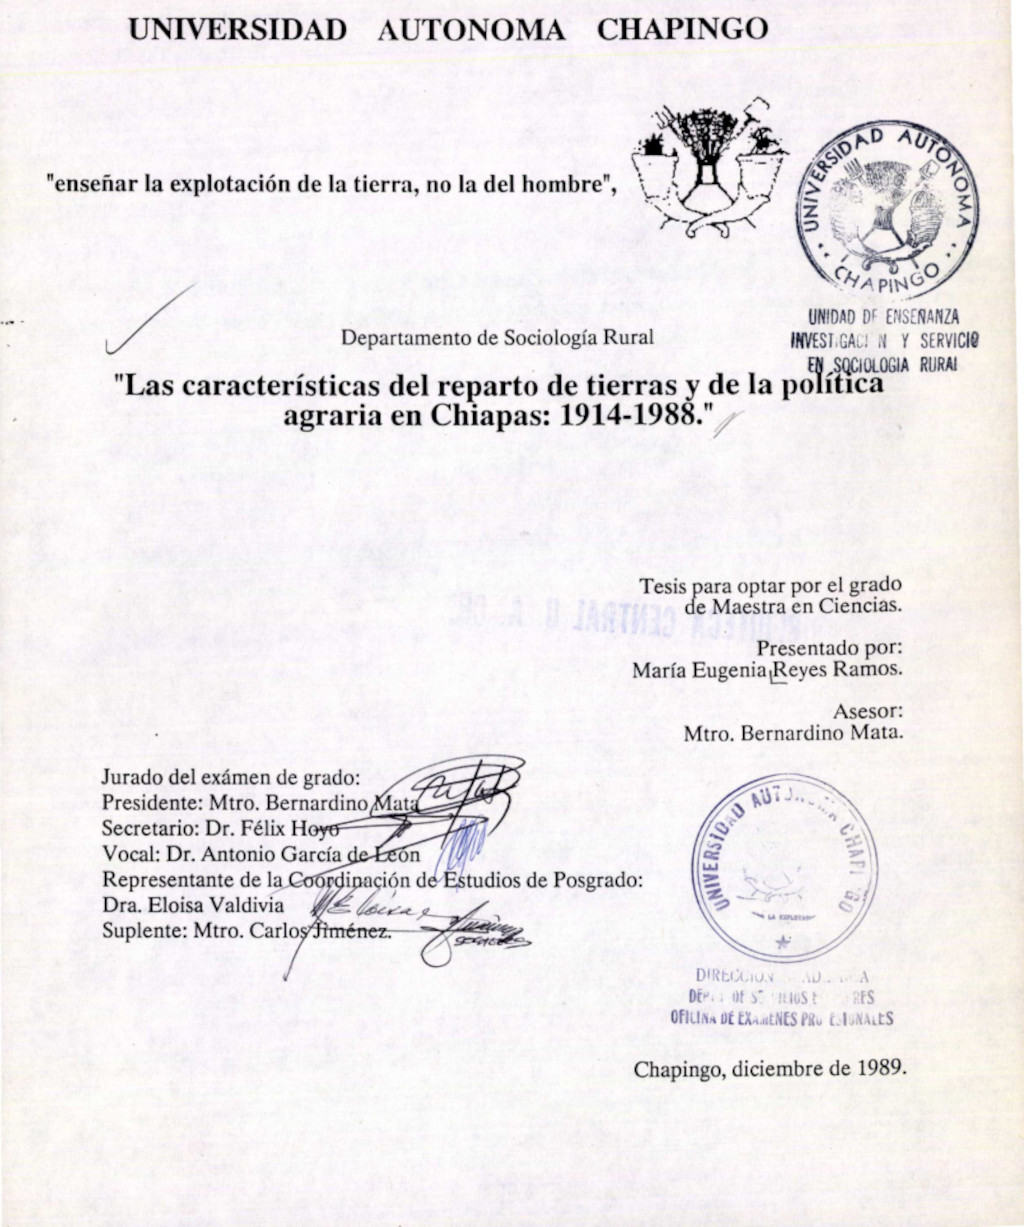 UNIVERSIDAD AUTONOMA CHAPINGO
"enseñar la explotación de la tierra, no la del hombre",
UNIVERSIDAD AUTONOMA
CHAPINGO
UNIDAD DE ENSEÑANZA
Y SERVICIO
EN SOCIOLOGIA RURAL
Departamento de Sociología Rural
"Las características del reparto de tierras y de la política
agraria en Chiapas: 1914-1988."
Tesis para optar por el grado
de Maestra en Ciencias.
CENTRAL U. A. CH.
Presentado por:
María Eugenia Reyes Ramos.
Asesor:
Mtro. Bernardino Mata.
Jurado del exámen de grado:
Presidente: Mtro. Bernardino Mata
Secretario: Dr. Félix Hoyo
Vocal: Dr. Antonio García de León
Representante de la Coordinación de Estudios de Posgrado:
Dra. Eloisa Valdivia
Suplente: Mtro. Carlos Jiménez.
UNIVERSIDAD
OFICINA DE EXAMENES
Chapingo, diciembre de 1989.